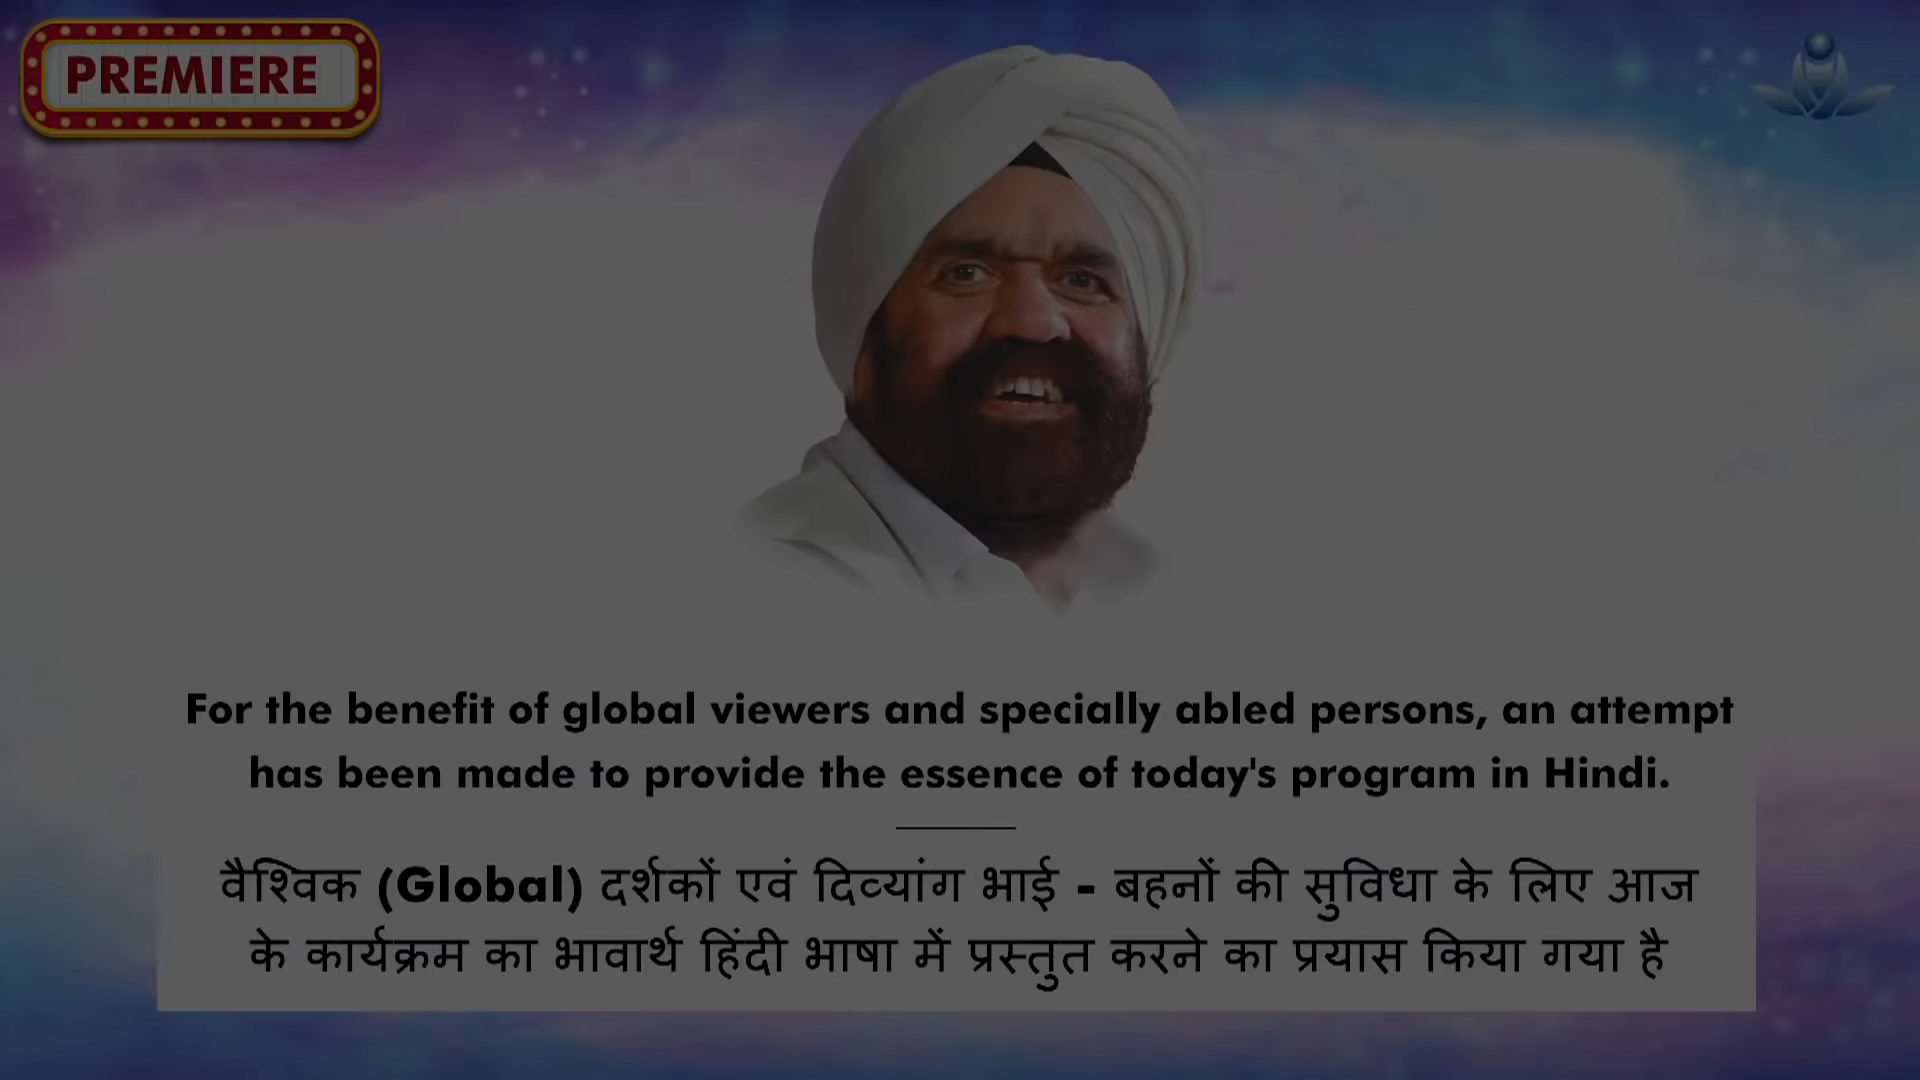 PREMIERE
For the benefit of global viewers and specially abled persons, an attempt
has been made to provide the essence of today's program in Hindi.
वैश्विक (Global) दर्शकों एवं दिव्यांग भाई - बहनों की सुविधा के लिए आज
के कार्यक्रम का भावार्थ हिंदी भाषा में प्रस्तुत करने का प्रयास किया गया है